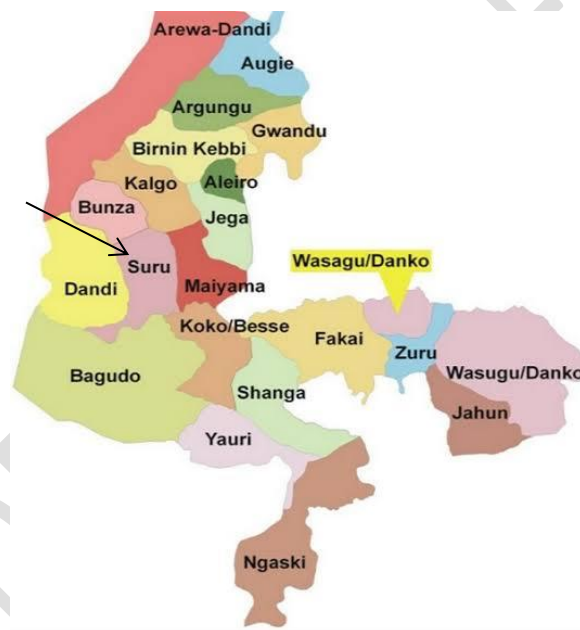 Arewa-Dandi
Augie
Argungu
Gwandu
Birnin Kebbi
Kalgo
Aleiro
Bunza
Jega
Suru
Wasagu/Danko
Dandi
Maiyama
Koko/Besse
Fakai
Zuru
Bagudo
Wasugu/Danko
Shanga
Jahun
Yauri
Ngaski